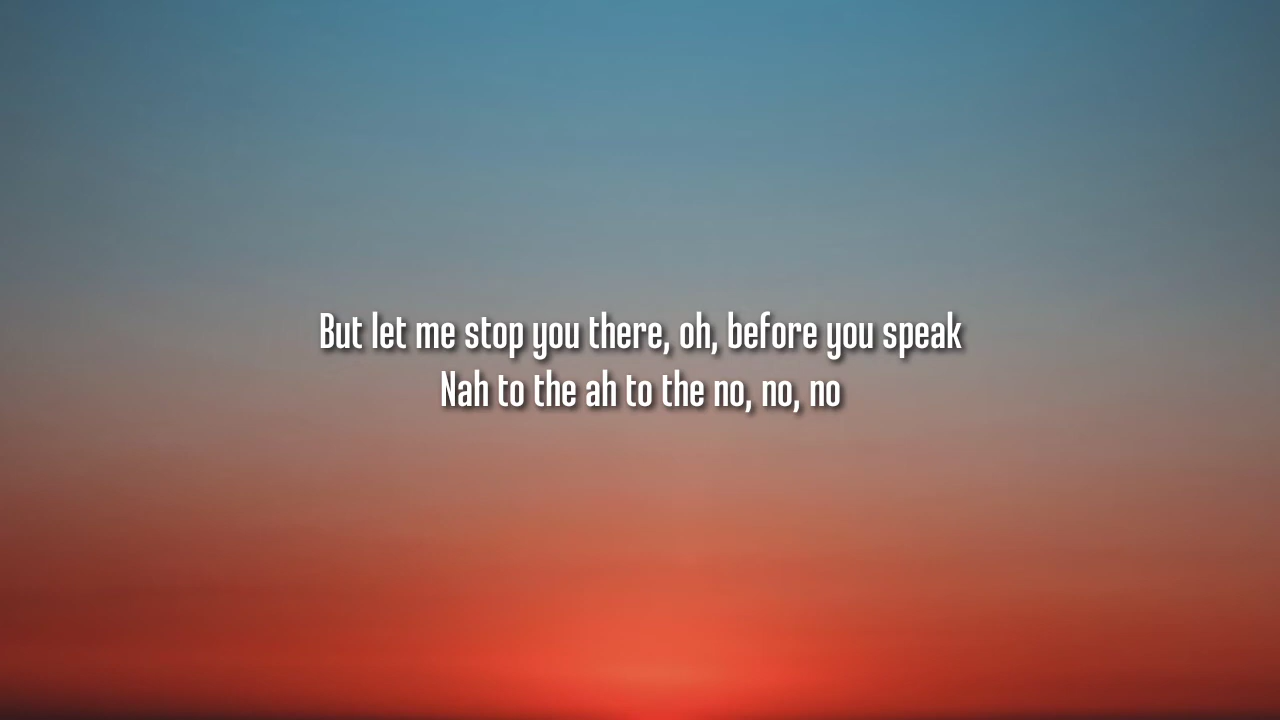 But let me stop you there, oh, before you speak
Nah to the ah to the no, no, no